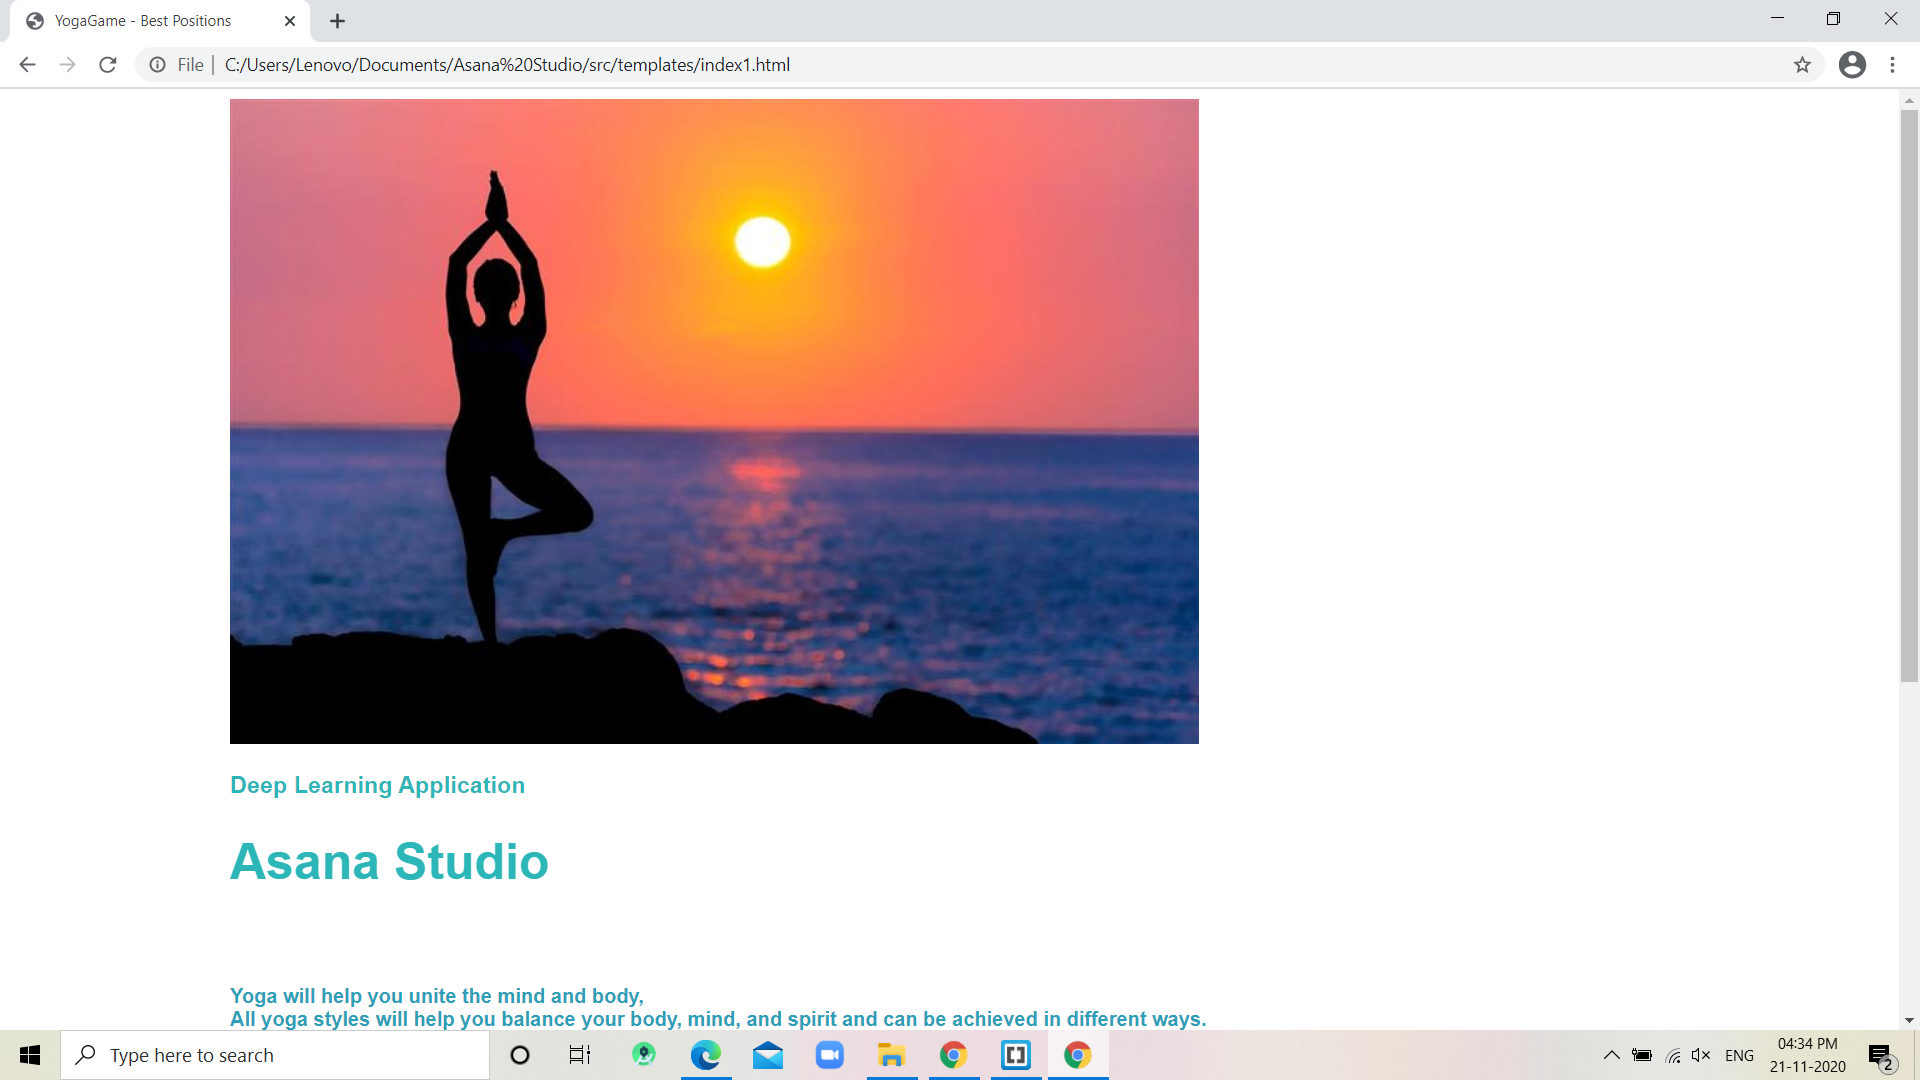 YogaGame - Best Positions
File
C:/Users/Lenovo/Documents/Asana%20Studio/src/templates/index1.html
Deep Learning Application
Asana Studio
Yoga will help you unite the mind and body,
All yoga styles will help you balance your body, mind, and spirit and can be achieved in different ways.
Type here to search
ENG
04:34 PM
21-11-2020
2